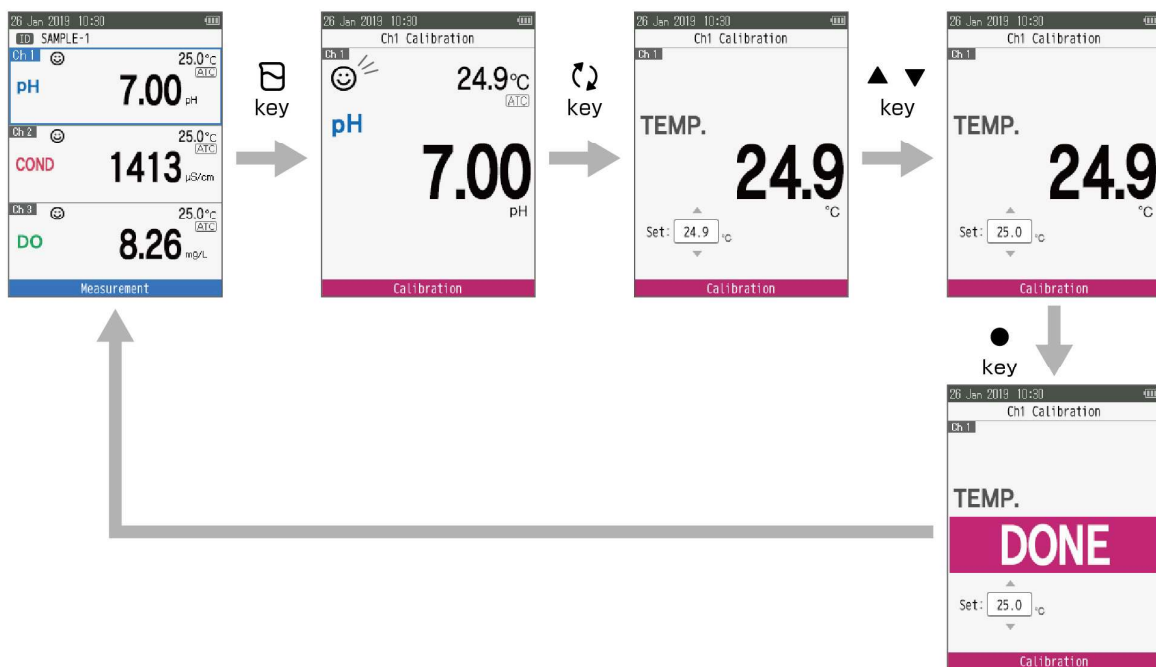 26 Jan 2019 10:30
ID SAMPLE-1
Ch 1 25.0°C
ATC
pH 7.00 pH
Ch 2 25.0°C
ATC
COND 1413 µS/cm
Ch 3 25.0°C
ATC
DO 8.26 mg/L
Measurement
key
26 Jan 2019 10:30
Ch1 Calibration
Ch 1
24.9°C
ATC
pH
7.00
pH
Calibration
key
26 Jan 2019 10:30
Ch1 Calibration
Ch 1
TEMP.
24.9
°C
Set: 24.9 °C
Calibration
▲ ▼
key
26 Jan 2019 10:30
Ch1 Calibration
Ch 1
TEMP.
24.9
°C
Set: 25.0 °C
Calibration
●
key
26 Jan 2019 10:30
Ch1 Calibration
Ch 1
TEMP.
DONE
Set: 25.0 °C
Calibration